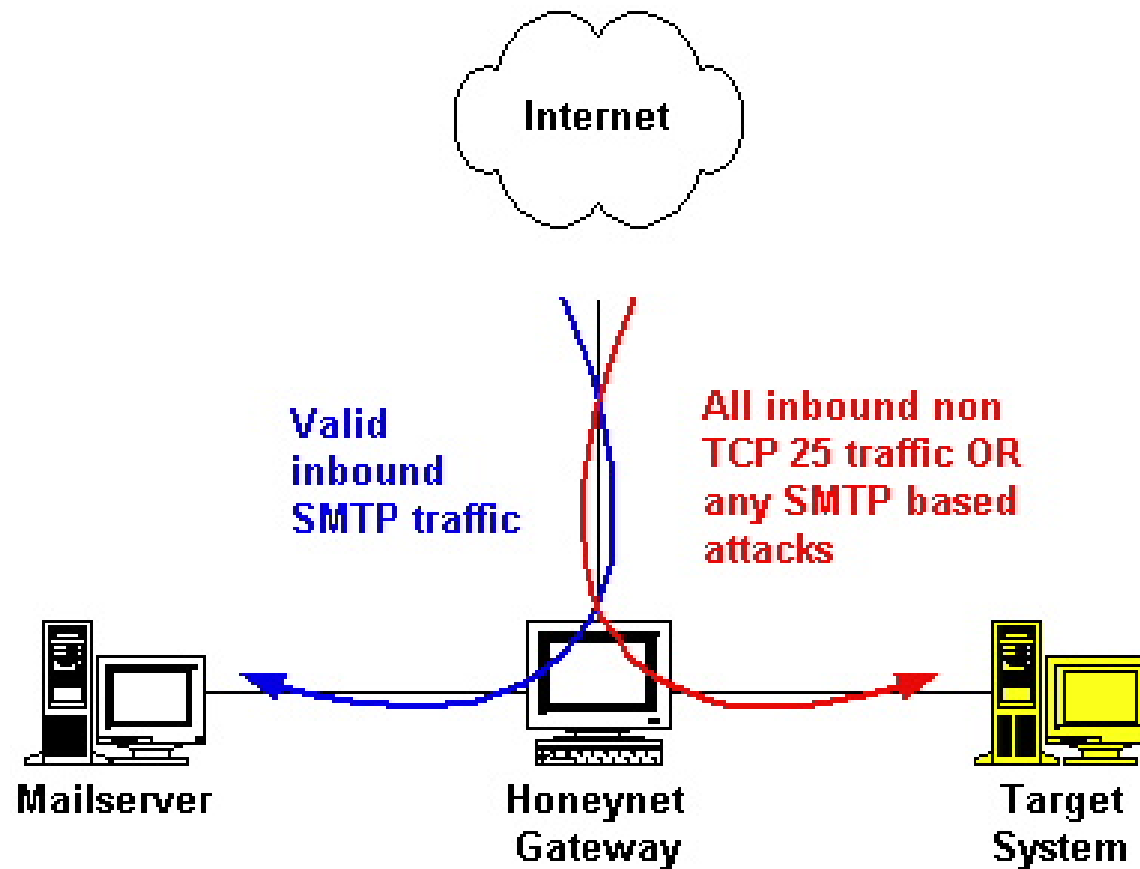 Internet
Valid
inbound
SMTP traffic
All inbound non
TCP 25 traffic OR
any SMTP based
attacks
Mailserver
Honeynet
Gateway
Target
System